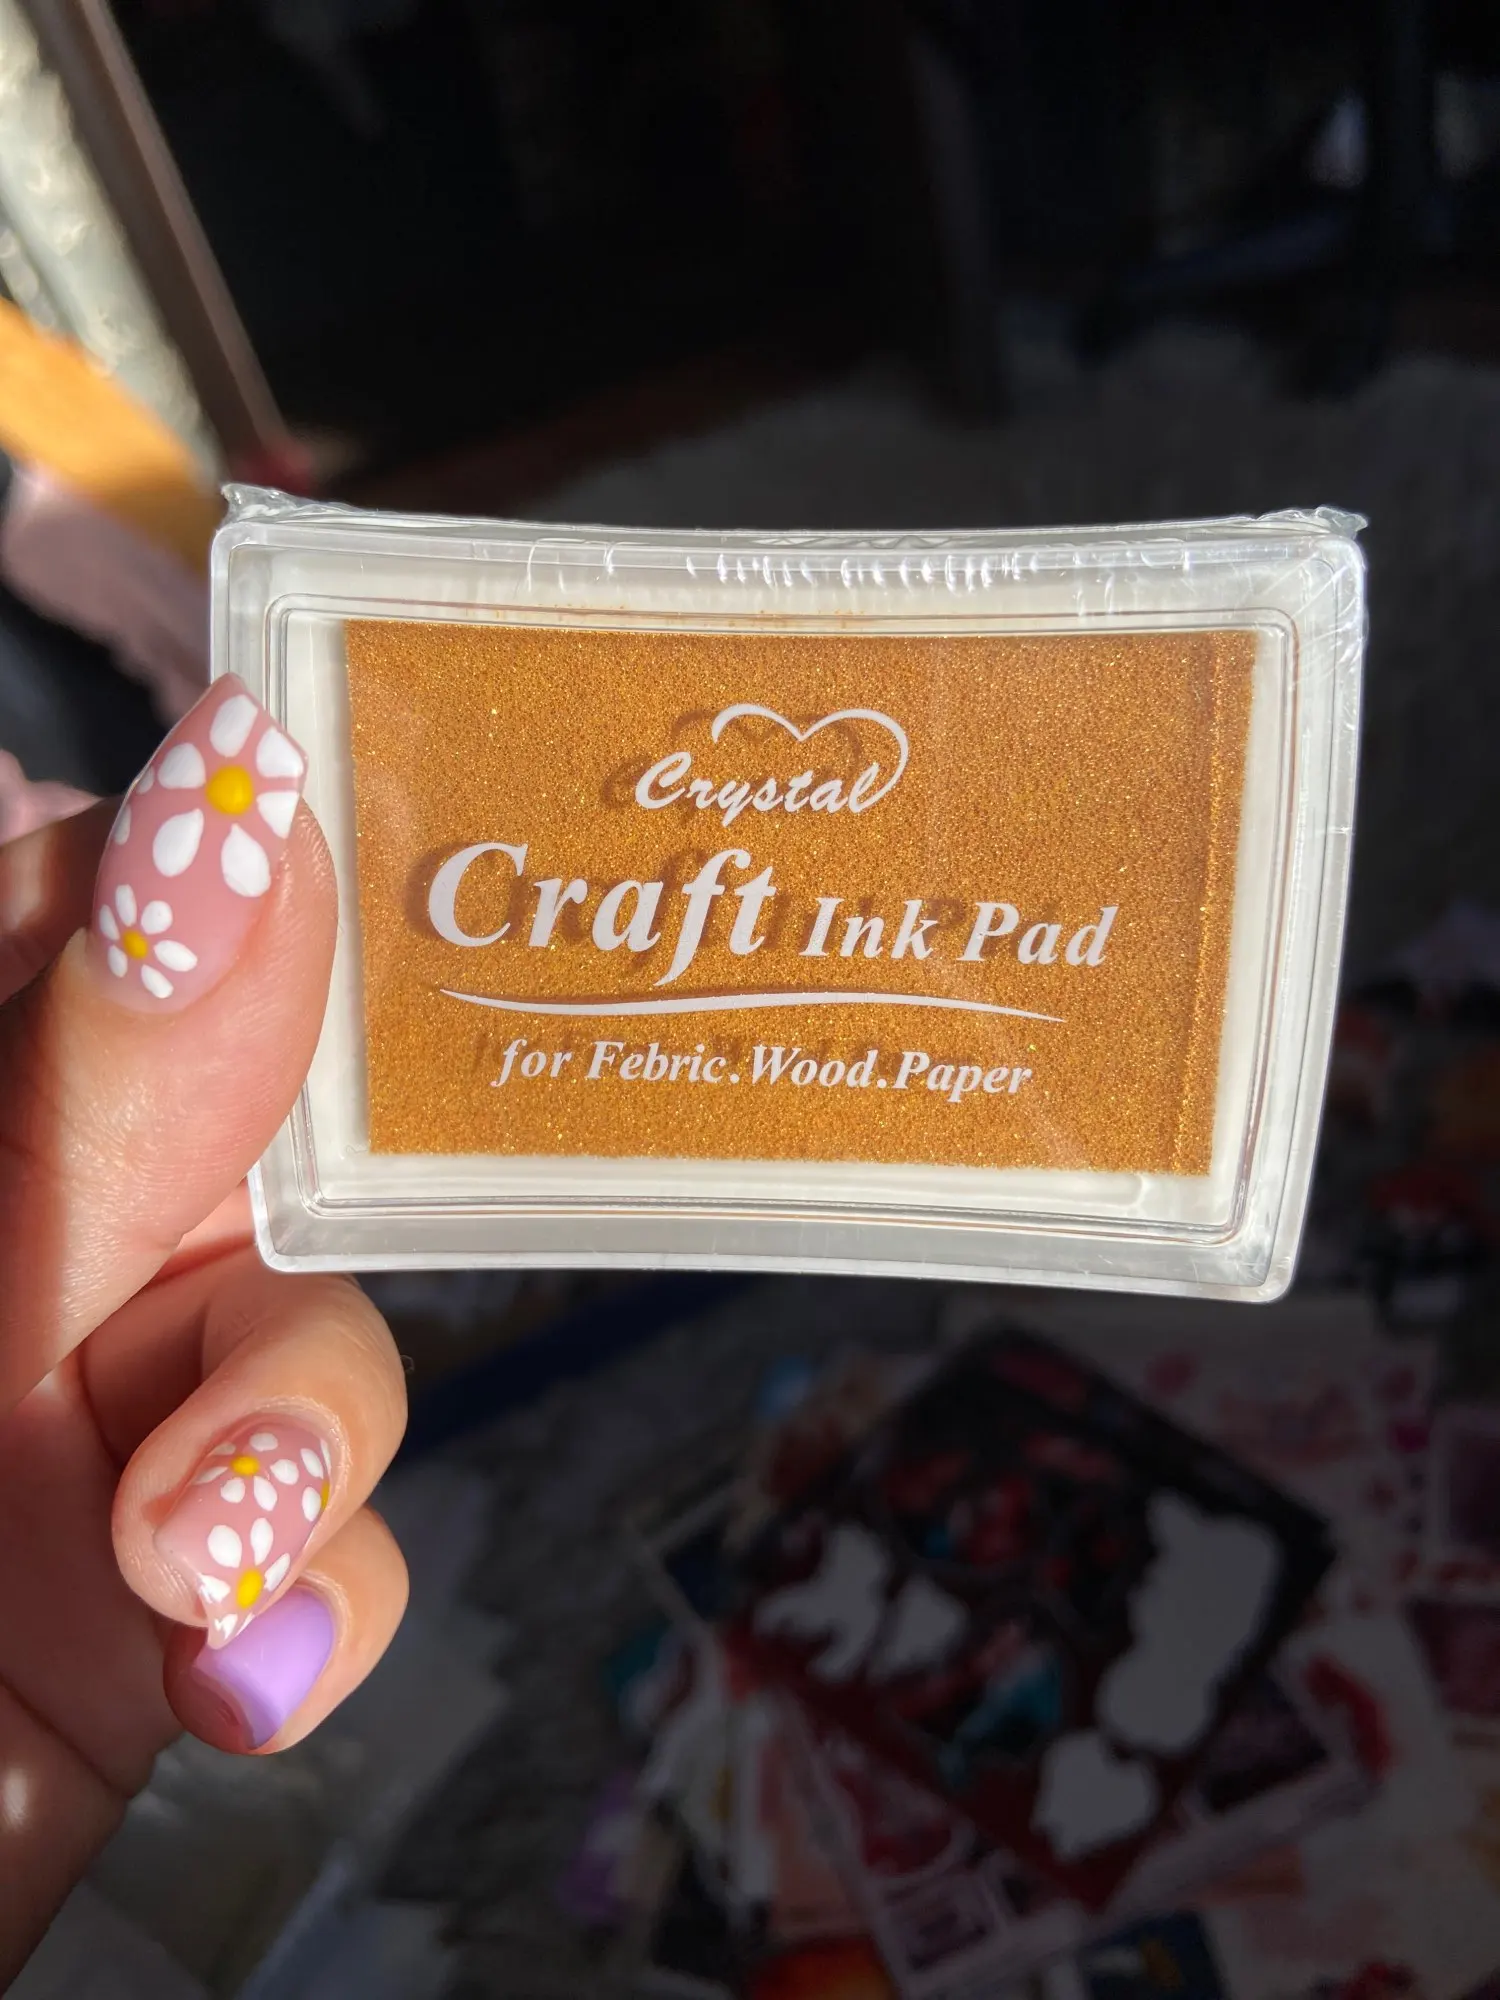 Crystal
Craft Ink Pad
for Febric.Wood.Paper